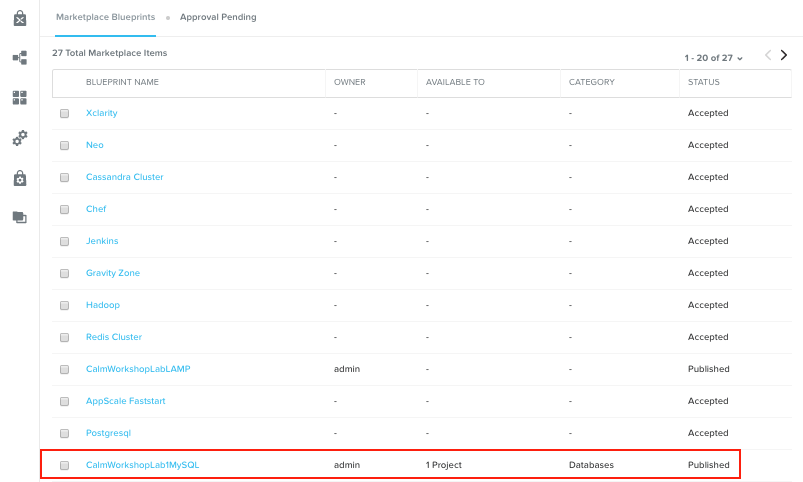 Marketplace Blueprints Approval Pending
27 Total Marketplace Items
1 - 20 of 27
BLUEPRINT NAME OWNER AVAILABLE TO CATEGORY STATUS
Xclarity - - - Accepted
Neo - - - Accepted
Cassandra Cluster - - - Accepted
Chef - - - Accepted
Jenkins - - - Accepted
Gravity Zone - - - Accepted
Hadoop - - - Accepted
Redis Cluster - - - Accepted
CalmWorkshopLabLAMP admin - - Published
AppScale Faststart - - - Accepted
Postgresql - - - Accepted
CalmWorkshopLab1MySQL admin 1 Project Databases Published